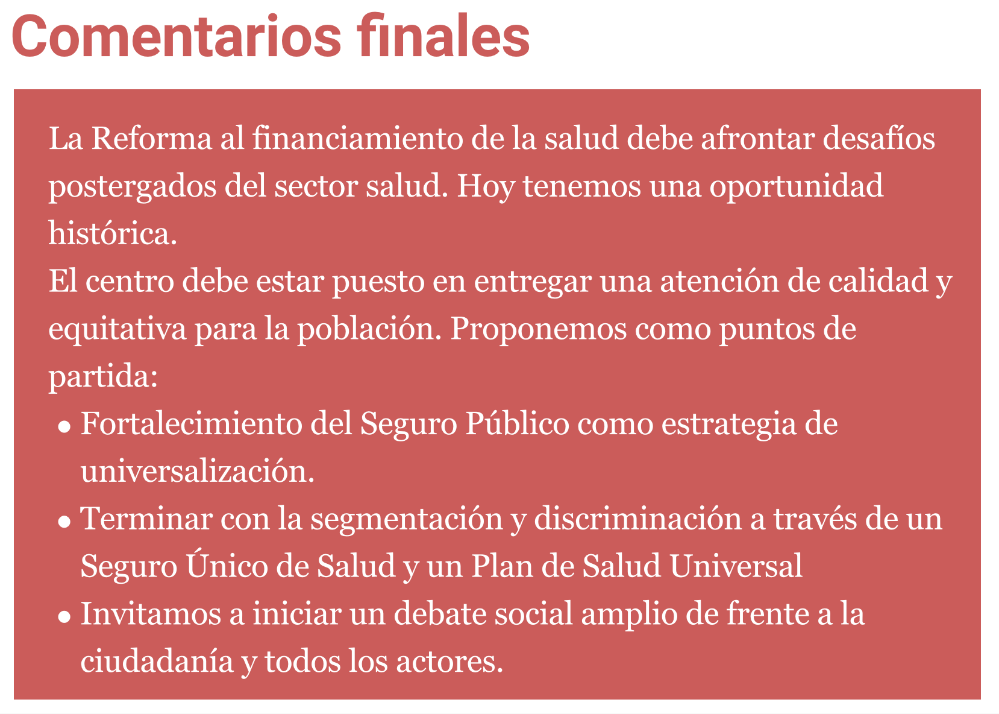 Comentarios finales
La Reforma al financiamiento de la salud debe afrontar desafíos
postergados del sector salud. Hoy tenemos una oportunidad
histórica.
El centro debe estar puesto en entregar una atención de calidad y
equitativa para la población. Proponemos como puntos de
partida:
● Fortalecimiento del Seguro Público como estrategia de
universalización.
● Terminar con la segmentación y discriminación a través de un
Seguro Único de Salud y un Plan de Salud Universal
● Invitamos a iniciar un debate social amplio de frente a la
ciudadanía y todos los actores.